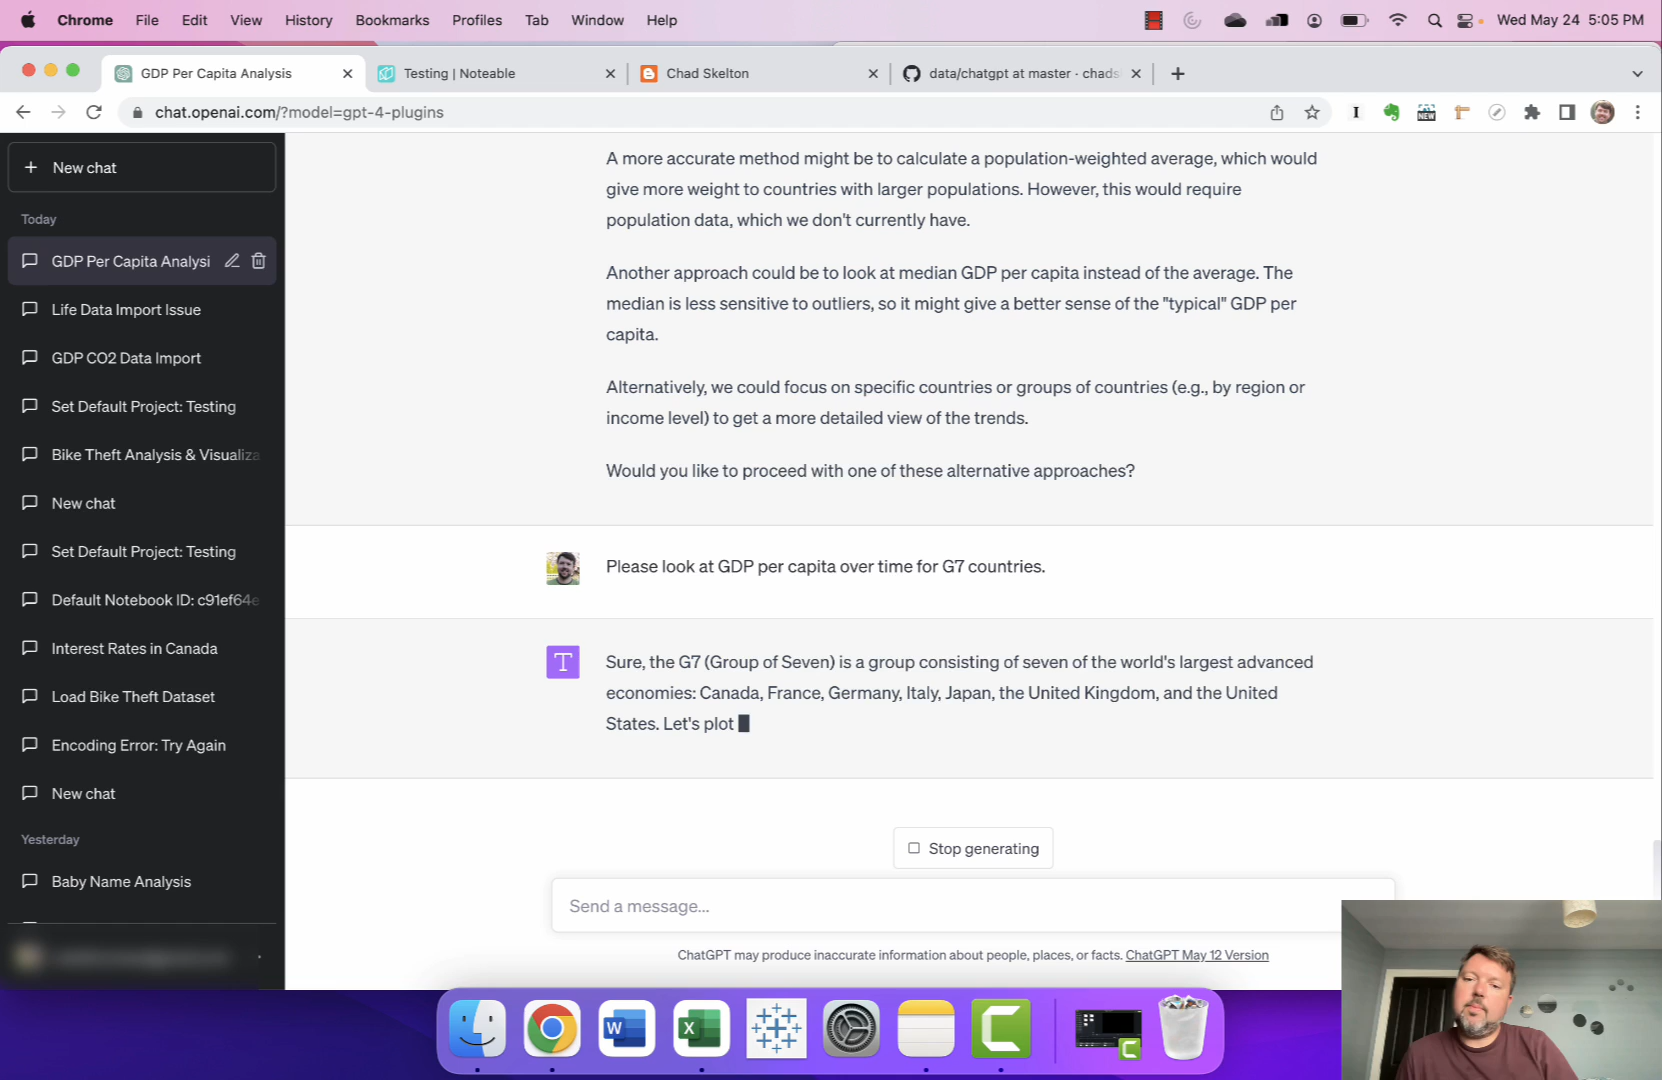 Chrome File Edit View History Bookmarks Profiles Tab Window Help Wed May 24 5:05 PM
GDP Per Capita Analysis Testing | Noteable Chad Skelton data/chatgpt at master · chads
chat.openai.com/?model=gpt-4-plugins
NEW
New chat
Today
GDP Per Capita Analysi
Life Data Import Issue
GDP CO2 Data Import
Set Default Project: Testing
Bike Theft Analysis & Visualiza
New chat
Set Default Project: Testing
Default Notebook ID: c91ef64e
Interest Rates in Canada
Load Bike Theft Dataset
Encoding Error: Try Again
New chat
Yesterday
Baby Name Analysis
A more accurate method might be to calculate a population-weighted average, which would
give more weight to countries with larger populations. However, this would require
population data, which we don't currently have.
Another approach could be to look at median GDP per capita instead of the average. The
median is less sensitive to outliers, so it might give a better sense of the "typical" GDP per
capita.
Alternatively, we could focus on specific countries or groups of countries (e.g., by region or
income level) to get a more detailed view of the trends.
Would you like to proceed with one of these alternative approaches?
Please look at GDP per capita over time for G7 countries.
T
Sure, the G7 (Group of Seven) is a group consisting of seven of the world's largest advanced
economies: Canada, France, Germany, Italy, Japan, the United Kingdom, and the United
States. Let's plot
Stop generating
Send a message...
ChatGPT may produce inaccurate information about people, places, or facts. ChatGPT May 12 Version
W X C